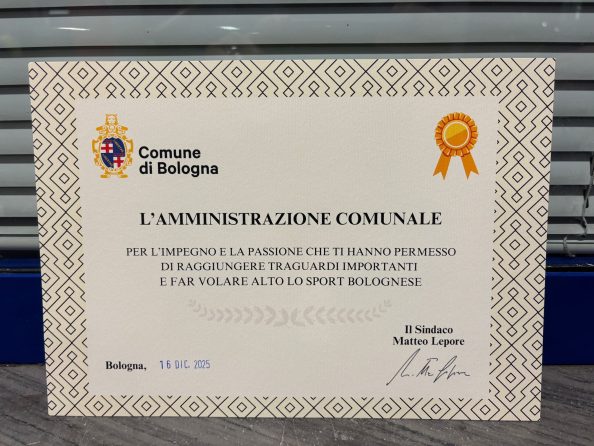 Comune
di Bologna
L'AMMINISTRAZIONE COMUNALE
PER L'IMPEGNO E LA PASSIONE CHE TI HANNO PERMESSO
DI RAGGIUNGERE TRAGUARDI IMPORTANTI
E FAR VOLARE ALTO LO SPORT BOLOGNESE
Il Sindaco
Matteo Lepore
Bologna, 16 DIC. 2025